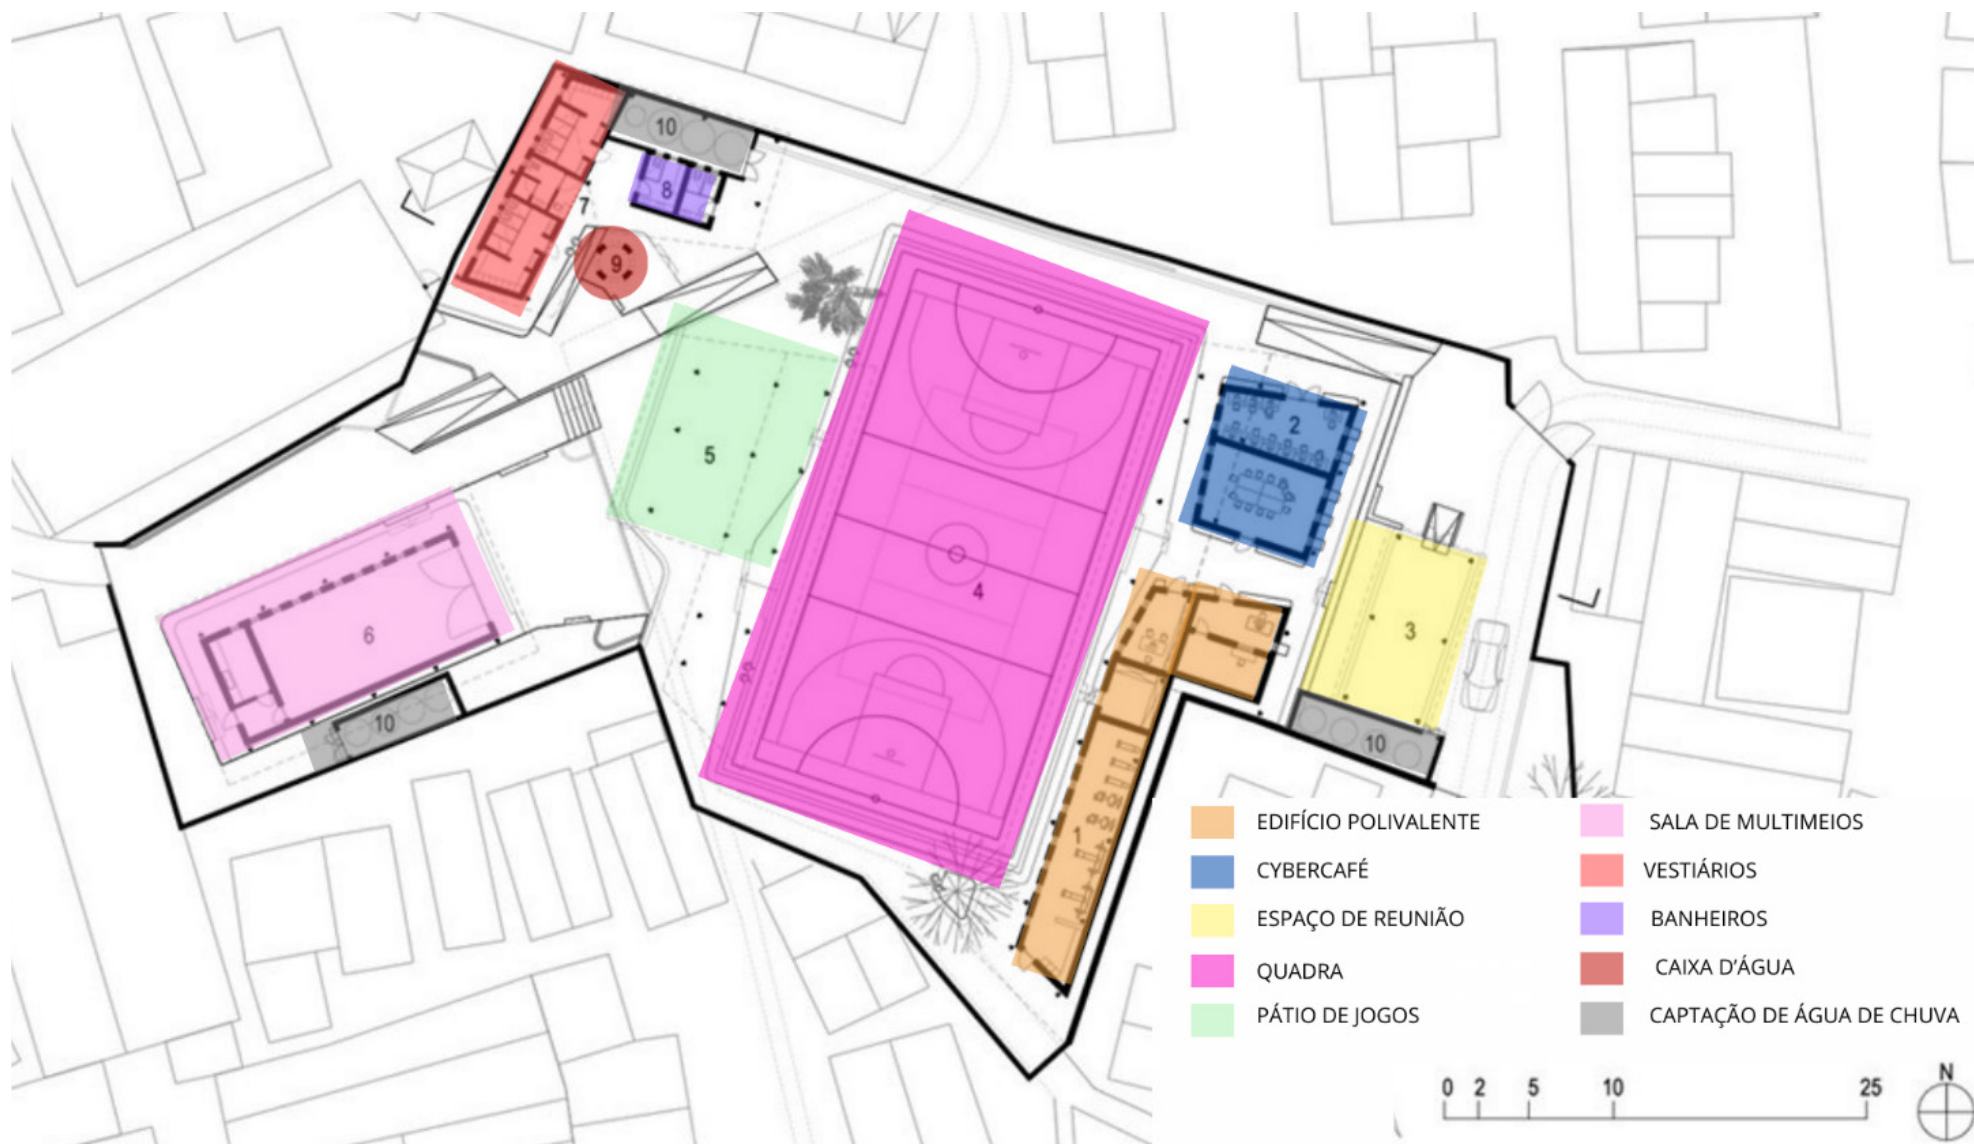 10
8
7
9
2
5
4
3
6
10
10
1
EDIFÍCIO POLIVALENTE
CYBERCAFÉ
ESPAÇO DE REUNIÃO
QUADRA
PÁTIO DE JOGOS
SALA DE MULTIMEIOS
VESTIÁRIOS
BANHEIROS
CAIXA D'ÁGUA
CAPTAÇÃO DE ÁGUA DE CHUVA
0 2 5 10 25
N